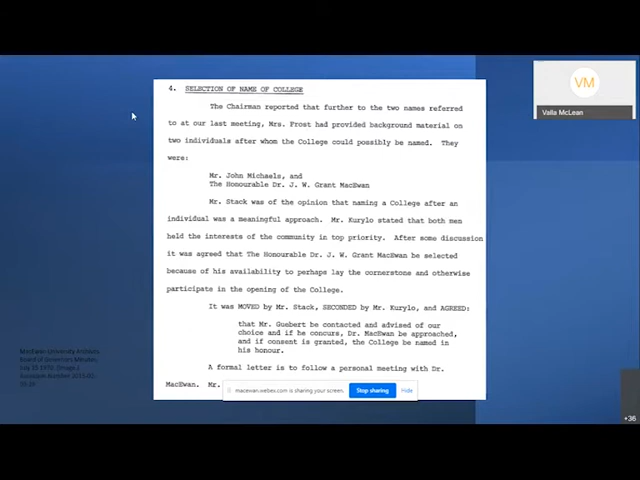 4. SELECTION OF NAME OF COLLEGE
The Chairman reported that further to the two names referred
to at our last meeting, Mrs. Frost had provided background material on
two individuals after whom the College could possibly be named. They
were:
Mr. John Michaels, and
The Honourable Dr. J. W. Grant MacEwan
Mr. Stack was of the opinion that naming a College after an
individual was a meaningful approach. Mr. Kurylo stated that both men
held the interests of the community in top priority. After some discussion
it was agreed that The Honourable Dr. J. W. Grant MacEwan be selected
because of his availability to perhaps lay the cornerstone and otherwise
participate in the opening of the College.
It was MOVED by Mr. Stack, SECONDED by Mr. Kurylo, and AGREED:
that Mr. Guebert be contacted and advised of our
choice and if he concurs, Dr. MacEwan be approached,
and if consent is granted, the College be named in
his honour.
A formal letter is to follow a personal meeting with Dr.
MacEwan. Mr.
macewan.webex.com is sharing your screen.
Stop sharing
Hide
VM
Valla McLean
+36
MacEwan University Archives
Board of Governors Minutes,